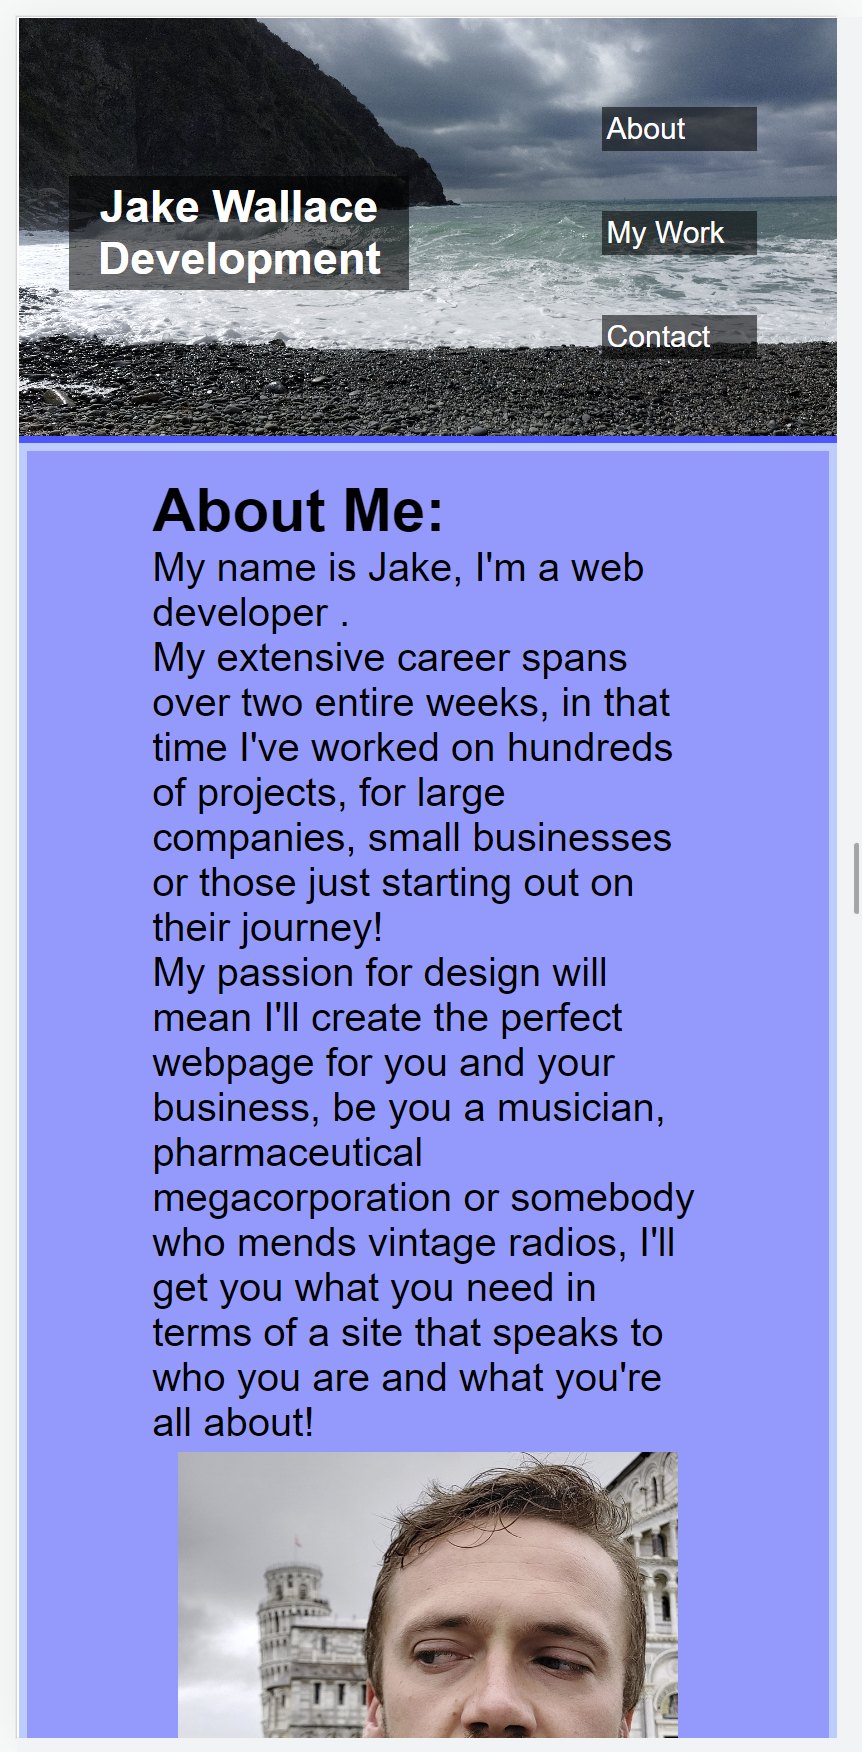 Jake Wallace
Development
About
My Work
Contact
About Me:
My name is Jake, I'm a web
developer .
My extensive career spans
over two entire weeks, in that
time I've worked on hundreds
of projects, for large
companies, small businesses
or those just starting out on
their journey!
My passion for design will
mean I'll create the perfect
webpage for you and your
business, be you a musician,
pharmaceutical
megacorporation or somebody
who mends vintage radios, I'll
get you what you need in
terms of a site that speaks to
who you are and what you're
all about!